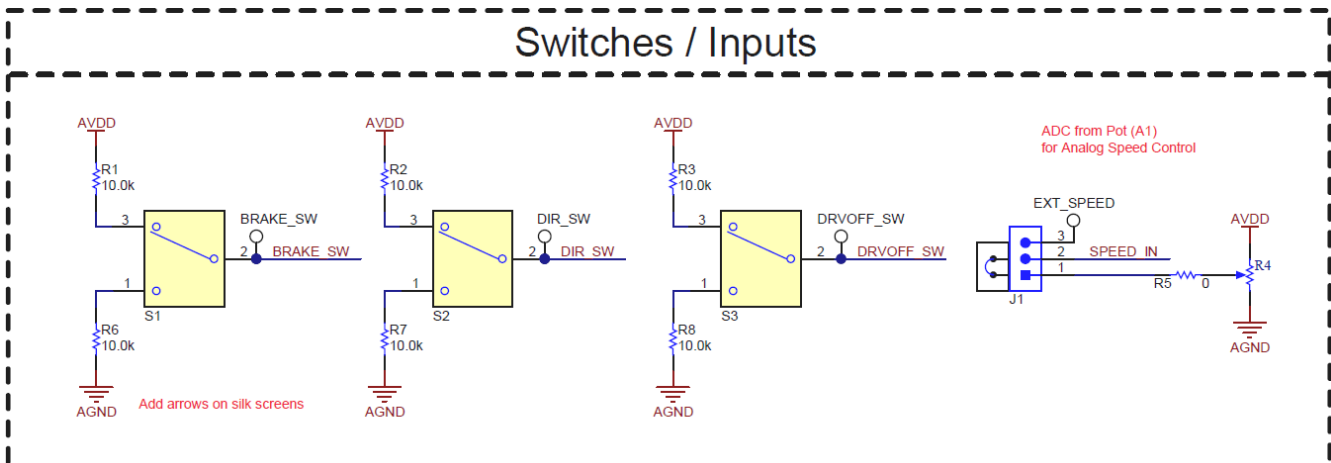 Switches / Inputs
AVDD
R1
10.0k
3
BRAKE_SW
2
BRAKE_SW
1
S1
R6
10.0k
AGND
Add arrows on silk screens
AVDD
R2
10.0k
3
DIR_SW
2
DIR_SW
1
S2
R7
10.0k
AGND
AVDD
R3
10.0k
3
DRVOFF_SW
2
DRVOFF_SW
1
S3
R8
10.0k
AGND
ADC from Pot (A1)
for Analog Speed Control
EXT_SPEED
3
2
SPEED_IN
1
J1
R5
0
AVDD
R4
AGND